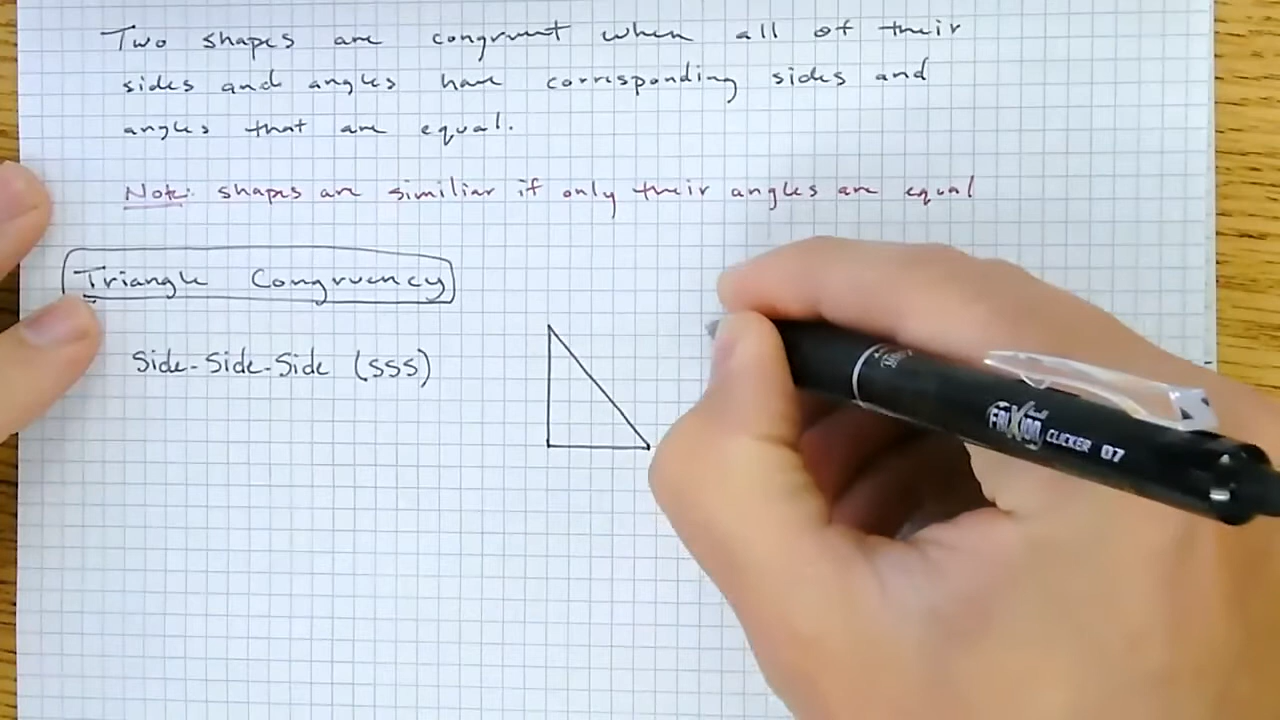 Two shapes are congruent when all of their
sides and angles have corresponding sides and
angles that are equal.
Note: shapes are similiar if only their angles are equal
Triangle Congruency
Side-Side-Side (SSS)
FRIXION CLICKER 07